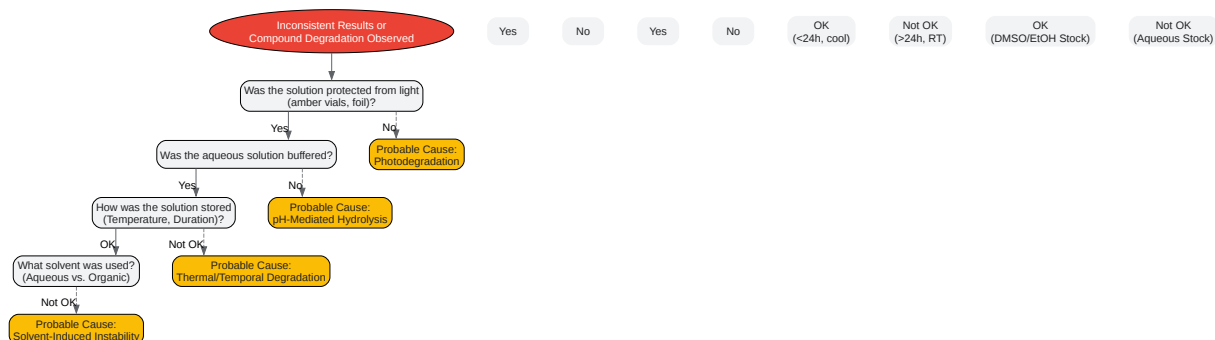 Inconsistent Results or
Compound Degradation Observed
Yes
No
Yes
No
OK
(<24h, cool)
Not OK
(>24h, RT)
OK
(DMSO/EtOH Stock)
Not OK
(Aqueous Stock)
Was the solution protected from light
(amber vials, foil)?
Yes
No
Was the aqueous solution buffered?
Probable Cause:
Photodegradation
Yes
No
How was the solution stored
(Temperature, Duration)?
Probable Cause:
pH-Mediated Hydrolysis
OK
Not OK
What solvent was used?
(Aqueous vs. Organic)
Probable Cause:
Thermal/Temporal Degradation
Not OK
Probable Cause:
Solvent-Induced Instability